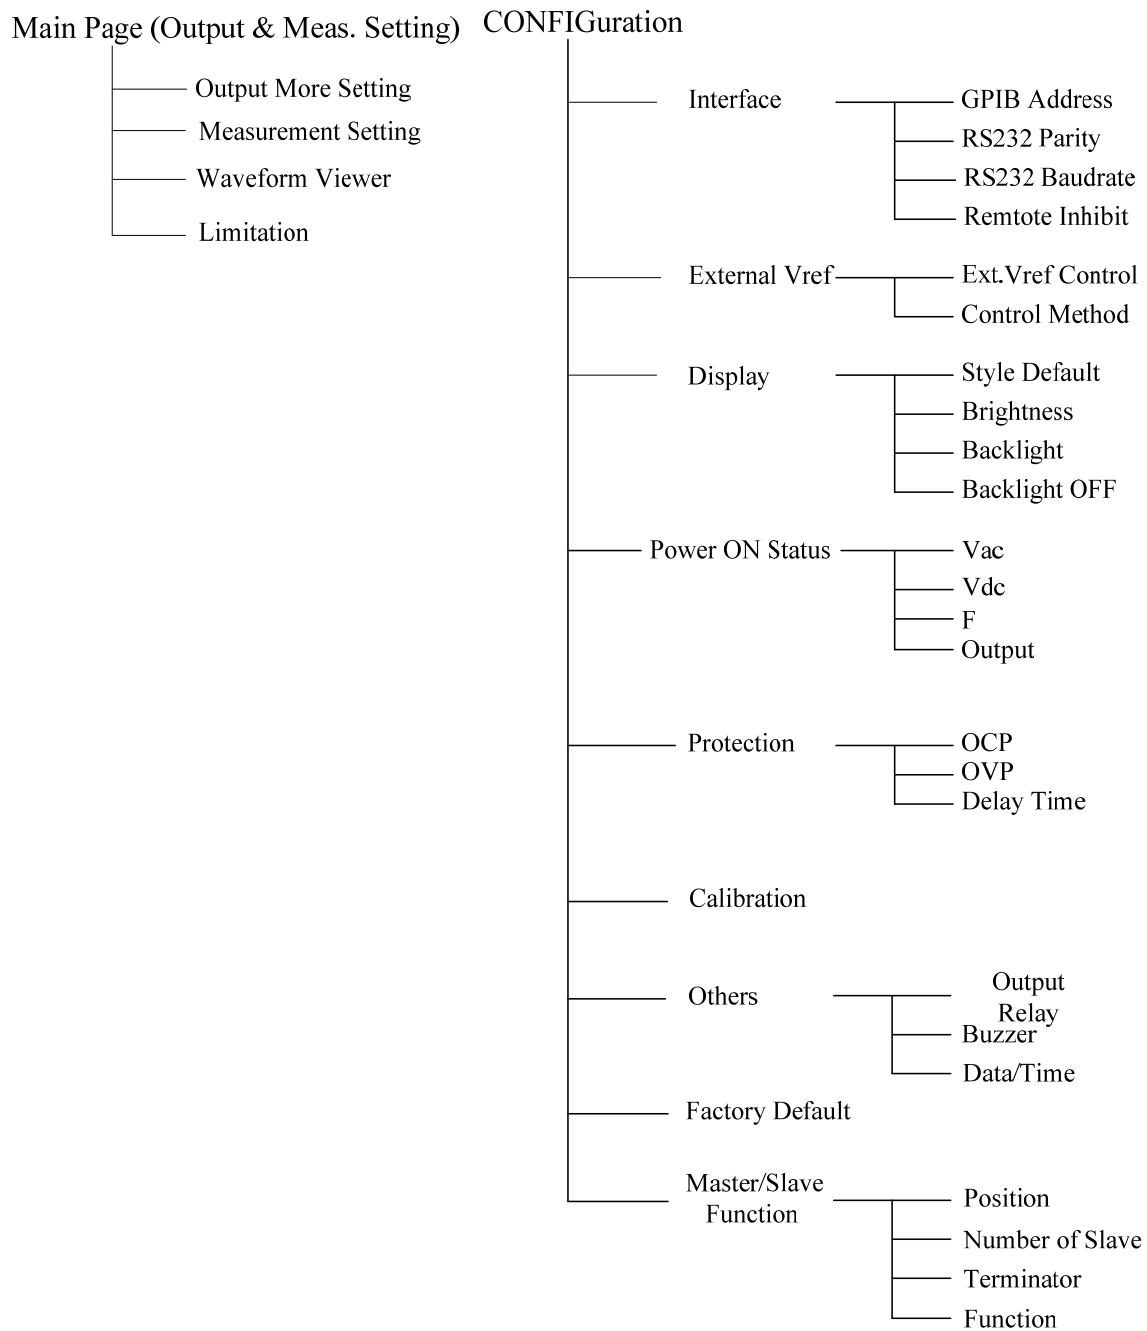 Main Page (Output & Meas. Setting)
Output More Setting
Measurement Setting
Waveform Viewer
Limitation
CONFIGuration
Interface
GPIB Address
RS232 Parity
RS232 Baudrate
Remtote Inhibit
External Vref
Ext.Vref Control
Control Method
Display
Style Default
Brightness
Backlight
Backlight OFF
Power ON Status
Vac
Vdc
F
Output
Protection
OCP
OVP
Delay Time
Calibration
Others
Output
Relay
Buzzer
Data/Time
Factory Default
Master/Slave
Function
Position
Number of Slave
Terminator
Function